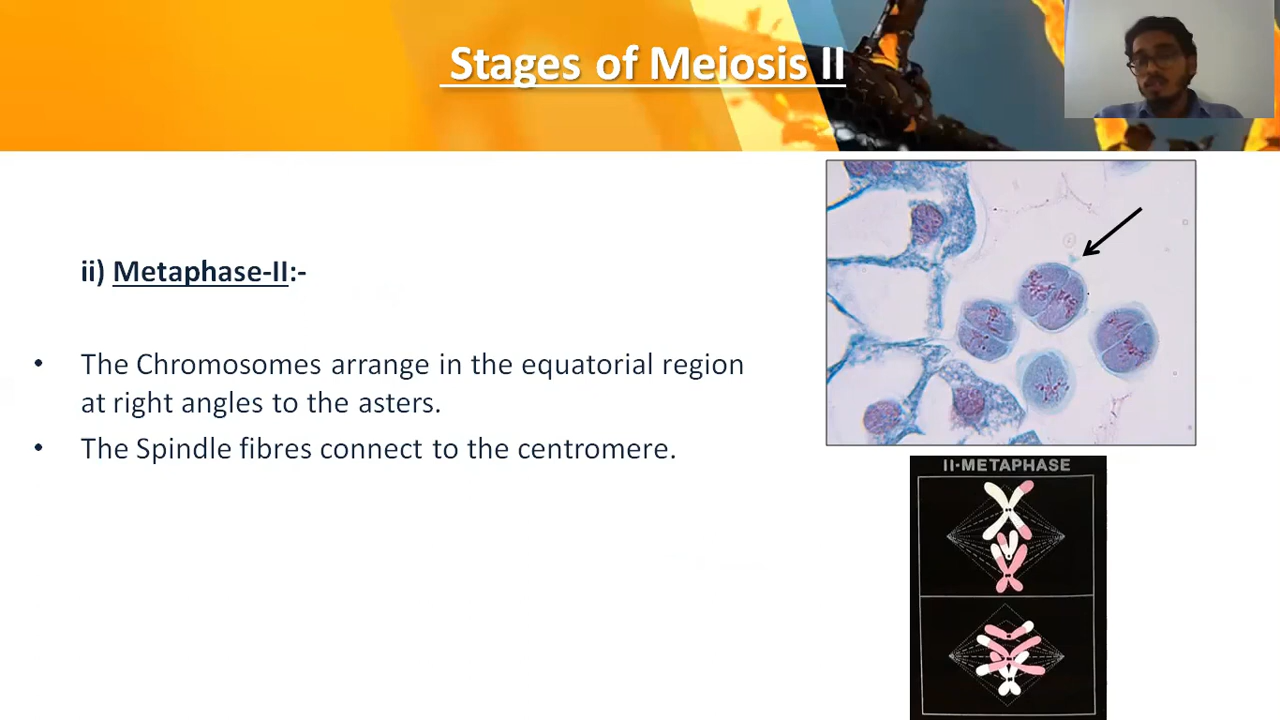 Stages of Meiosis II
ii) Metaphase-II:-
• The Chromosomes arrange in the equatorial region
at right angles to the asters.
• The Spindle fibres connect to the centromere.
II-METAPHASE